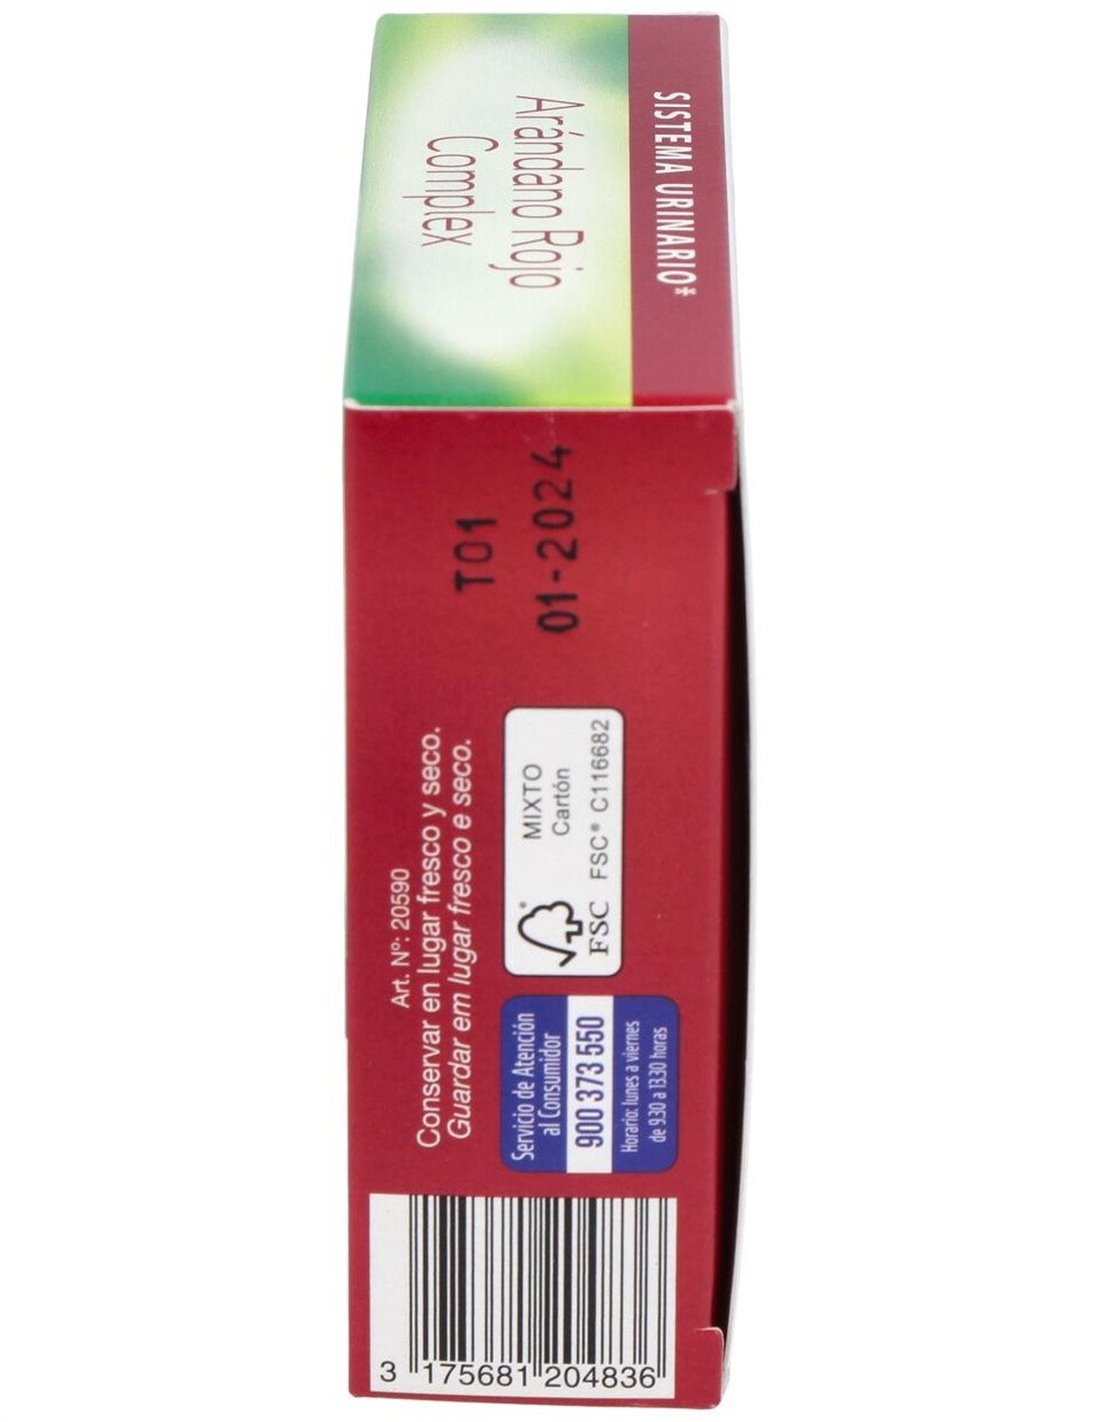 SISTEMA URINARIO*
Arándano Rojo
Complex
T01
01-2024
Art. Nº: 20590
Conservar en lugar fresco y seco.
Guardar em lugar fresco e seco.
MIXTO
Cartón
FSC® C116682
FSC
Servicio de Atención
al Consumidor
900 373 550
Horario: lunes a viernes
de 9.30 a 13.30 horas
3 175681 204836